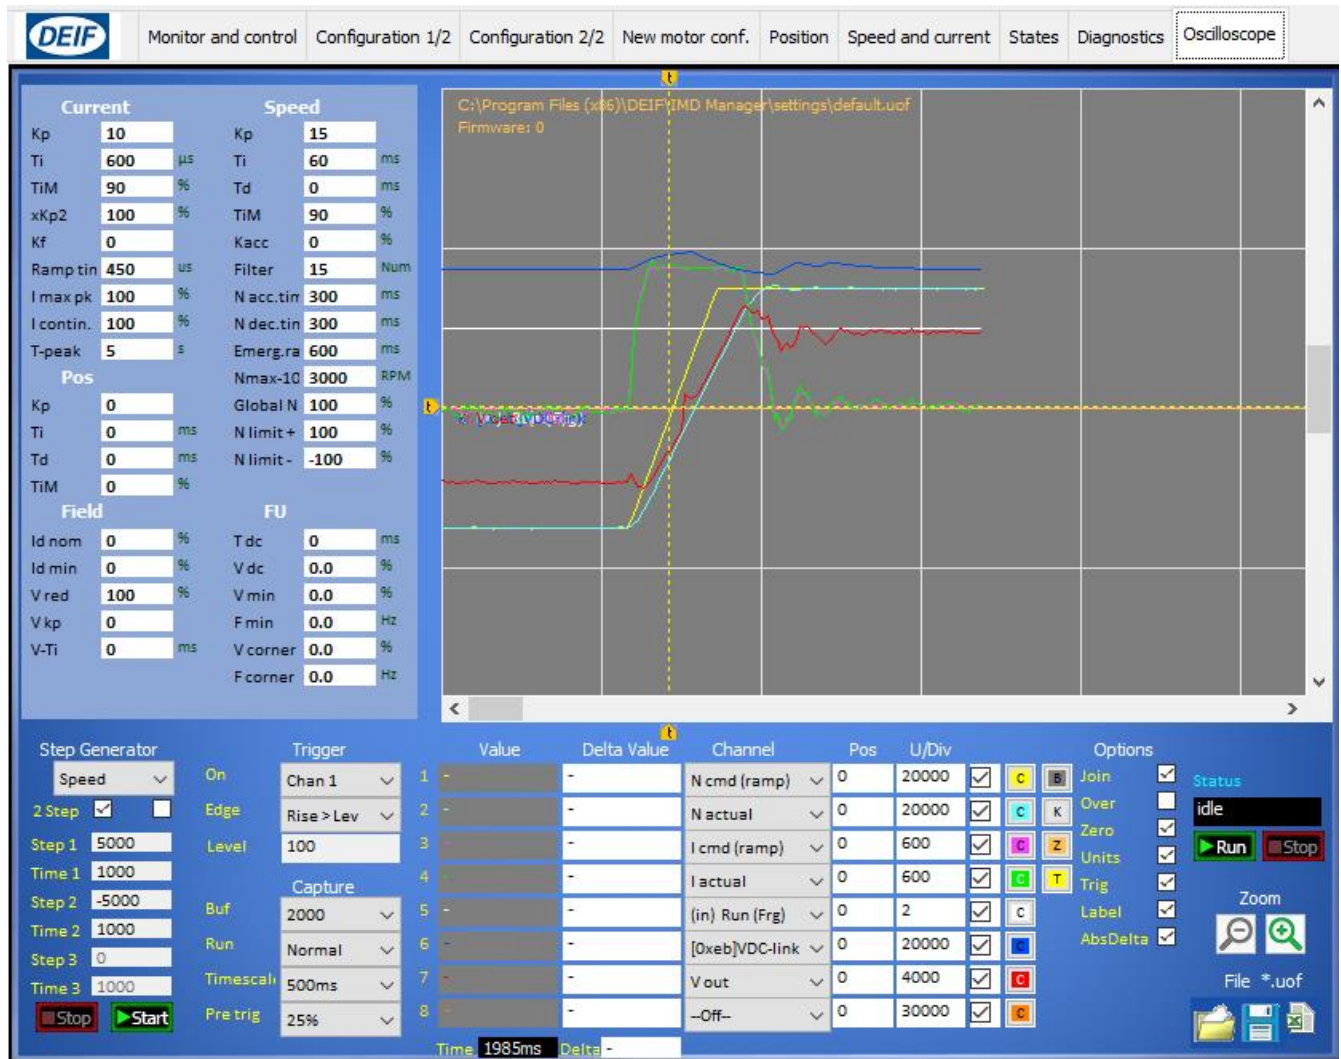 DEIF Monitor and control Configuration 1/2 Configuration 2/2 New motor conf. Position Speed and current States Diagnostics Oscilloscope
Current Speed
Kp 10 Kp 15
Ti 600 µs Ti 60 ms
TiM 90 % Td 0 ms
xKp2 100 % TiM 90 %
Kf 0 Kacc 0 %
Ramp tin 450 us Filter 15 Num
I max pk 100 % N acc.tim 300 ms
I contin. 100 % N dec.tin 300 ms
T-peak 5 s Emerg.ra 600 ms
Pos Nmax-10 3000 RPM
Kp 0 Global N 100 %
Ti 0 ms N limit + 100 %
Td 0 ms N limit - -100 %
TiM 0 %
Field FU
Id nom 0 % T dc 0 ms
Id min 0 % V dc 0.0 %
V red 100 % V min 0.0 %
V kp 0 F min 0.0 Hz
V-Ti 0 ms V corner 0.0 %
F corner 0.0 Hz
t
C:\Program Files (x86)\DEIF\IMD Manager\settings\default.uof
Firmware: 0
t
t
Step Generator
Speed
2 Step
Step 1 5000
Time 1 1000
Step 2 -5000
Time 2 1000
Step 3 0
Time 3 1000
Stop Start
Trigger
On Chan 1
Edge Rise > Lev
Level 100
Capture
Buf 2000
Run Normal
Timescal 500ms
Pre trig 25%
Value Delta Value Channel Pos U/Div
1 - - N cmd (ramp) 0 20000 C B
2 - - N actual 0 20000 C K
3 - - I cmd (ramp) 0 600 C Z
4 - - I actual 0 600 C T
5 - - (in) Run (Frg) 0 2 C
6 - - [0xeb]VDC-link 0 20000 C
7 - - V out 0 4000 C
8 - - --Off-- 0 30000 C
Time 1985ms Delta -
Options
Join
Over
Zero
Units
Trig
Label
AbsDelta
Status
idle
Run Stop
Zoom
File *.uof